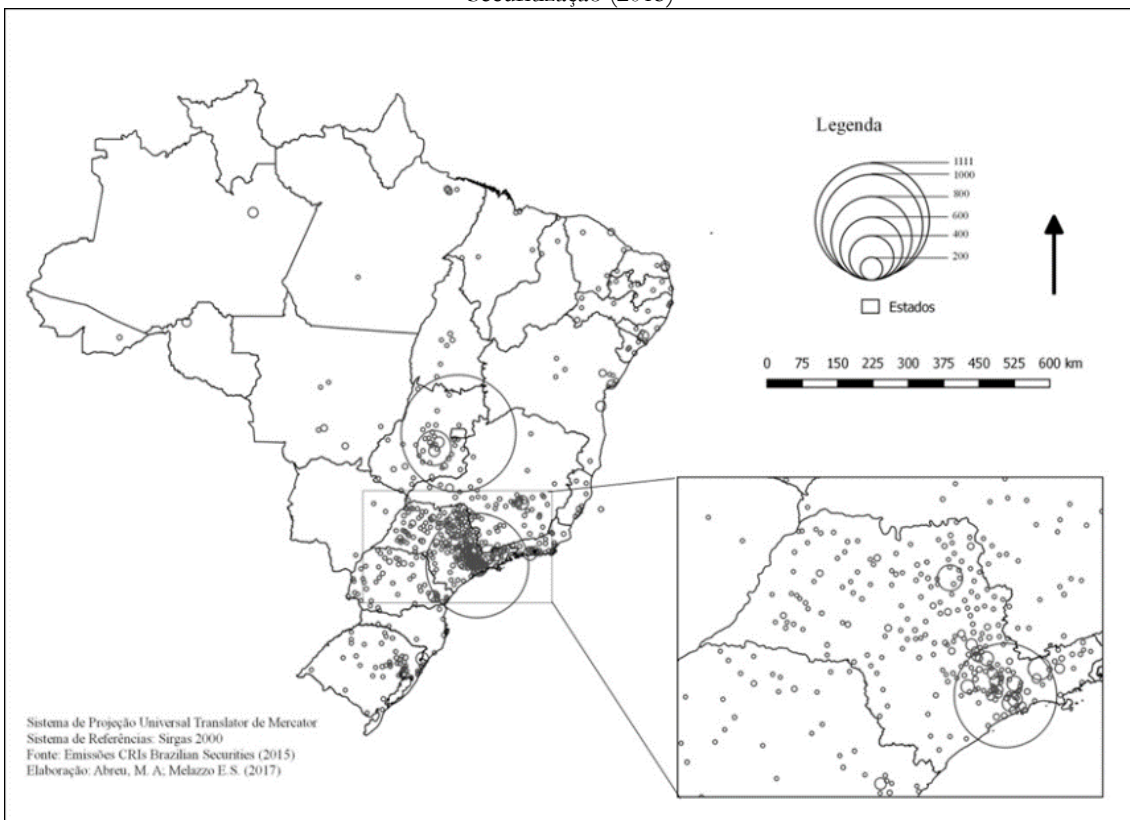 Securitização (2015)
Legenda
1111
1000
800
600
400
200
Estados
0 75 150 225 300 375 450 525 600 km
Sistema de Projeção Universal Translator de Mercator
Sistema de Referências: Sirgas 2000
Fonte: Emissões CRIs Brazilian Securities (2015)
Elaboração: Abreu, M. A; Melazzo E.S. (2017)